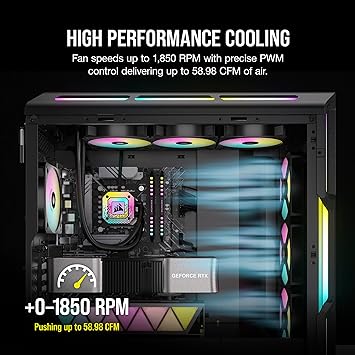 HIGH PERFORMANCE COOLING
Fan speeds up to 1,850 RPM with precise PWM
control delivering up to 58.98 CFM of air.
GEFORCE RTX
+0-1850 RPM
Pushing up to 58.98 CFM